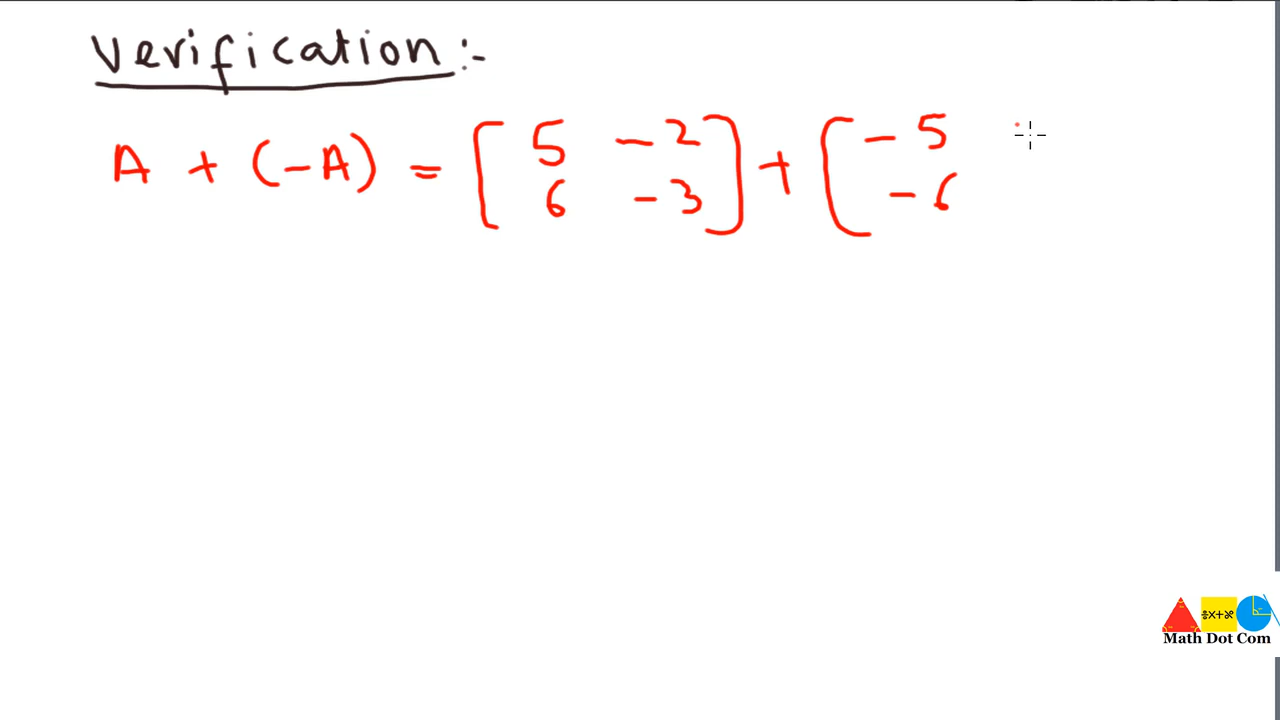 Verification :-
A + (-A) = [ 5 -2 ] + [ -5
6 -3 -6
÷x+
Math Dot Com